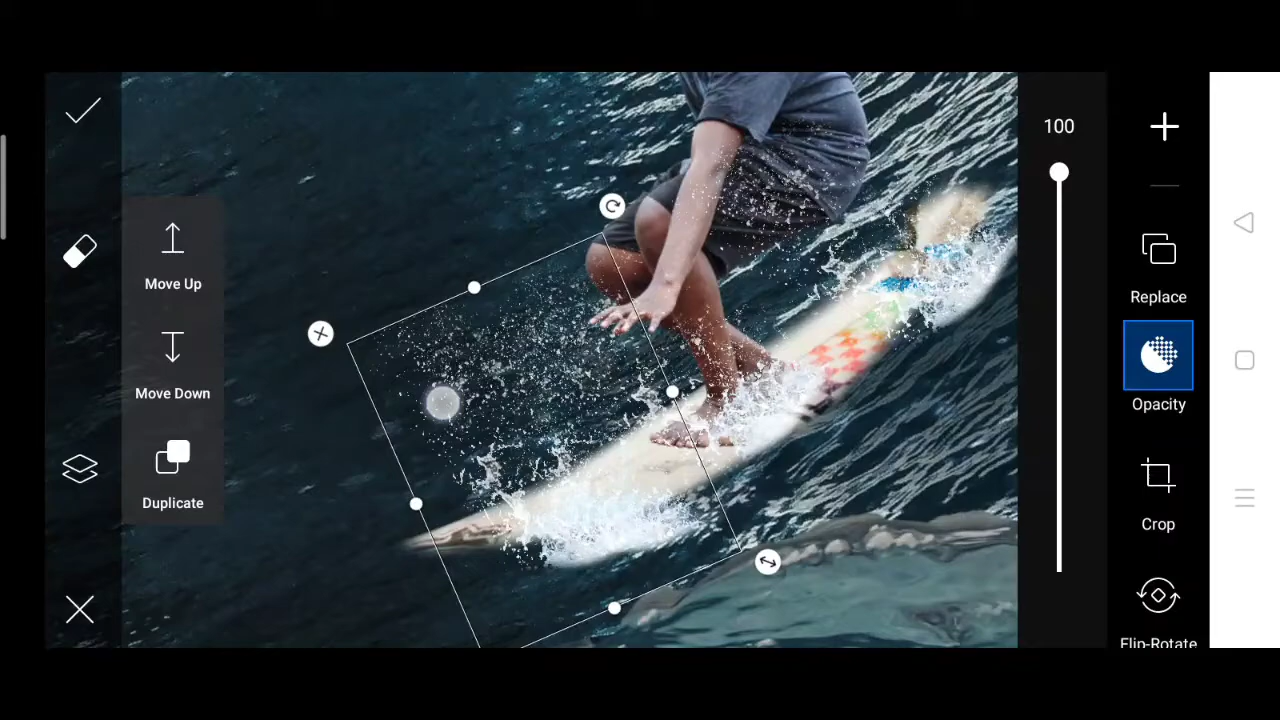 100
Move Up
Replace
Move Down
Opacity
Duplicate
Crop
Flip-Rotate